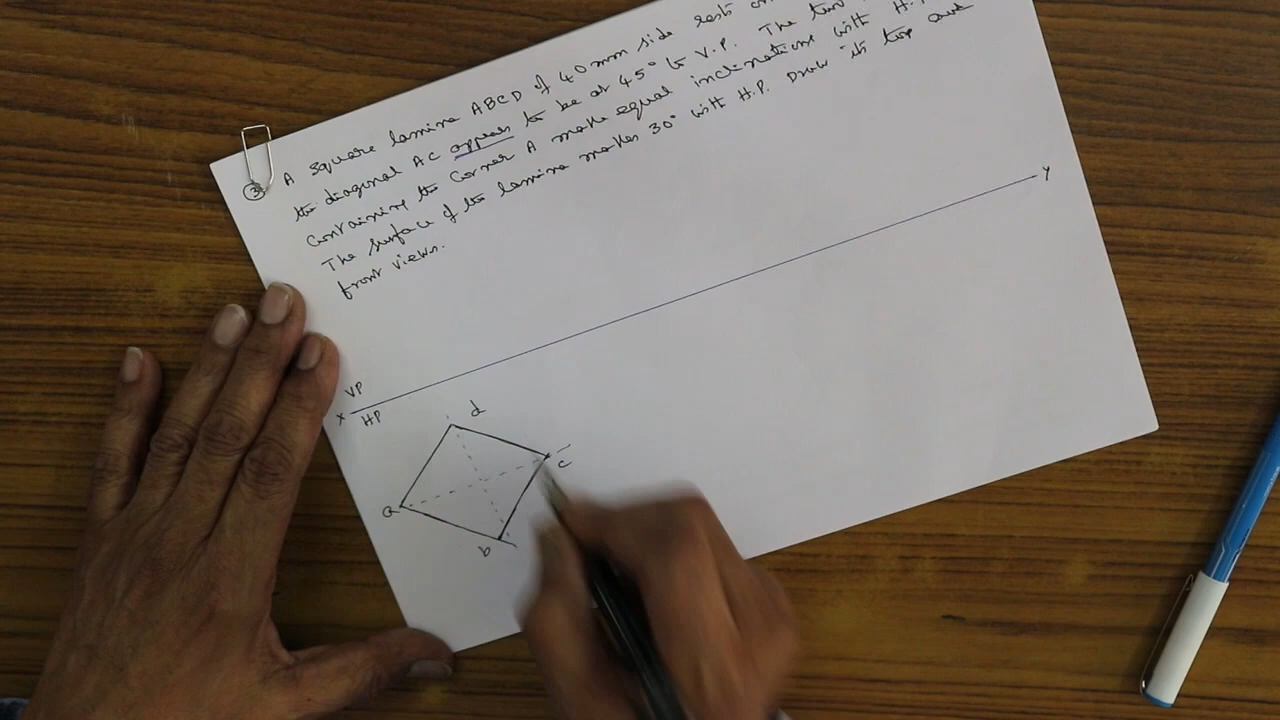 ③ A square lamina ABCD of 40mm side rests on
the diagonal AC appears to be at 45° to V.P. The two
containing the corner A make equal inclinations with H.P.
The surface of the lamina makes 30° with H.P. Draw its top and
front views.
Y
VP
X
HP
d
c
a
b